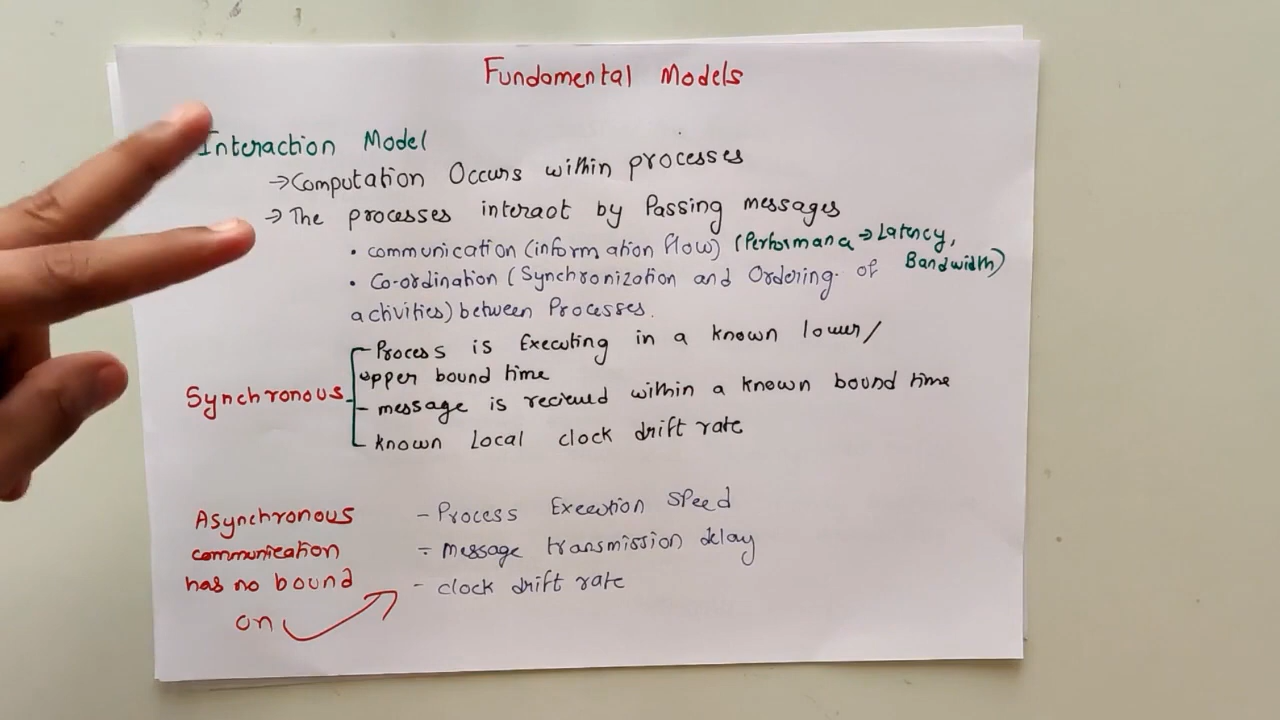 Fundamental Models
Interaction Model
→Computation Occurs within processes
→ The processes interact by Passing messages
• communication (information flow) (Performana → Latency,
Bandwidth)
• Co-ordination (Synchronization and Ordering of
activities) between Processes.
Synchronous
- Process is Executing in a known lower/
upper bound time
- message is recieved within a known bound time
- known Local clock drift rate
Asynchronous
communication
has no bound
on
- Process Execution Speed
- Message transmission delay
- clock drift rate